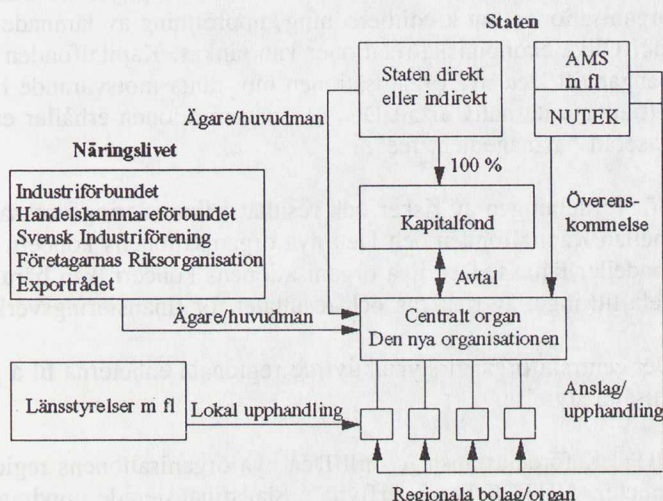 Staten
Staten direkt
eller indirekt
AMS
m fl
NUTEK
Ägare/huvudman
Näringslivet
100 %
Industriförbundet
Handelskammareförbundet
Svensk Industriförening
Företagarnas Riksorganisation
Exportrådet
Kapitalfond
Överens-
kommelse
Avtal
Ägare/huvudman
Centralt organ
Den nya organisationen
Länsstyrelser m fl
Lokal upphandling
Anslag/
upphandling
Regionala bolag/organ